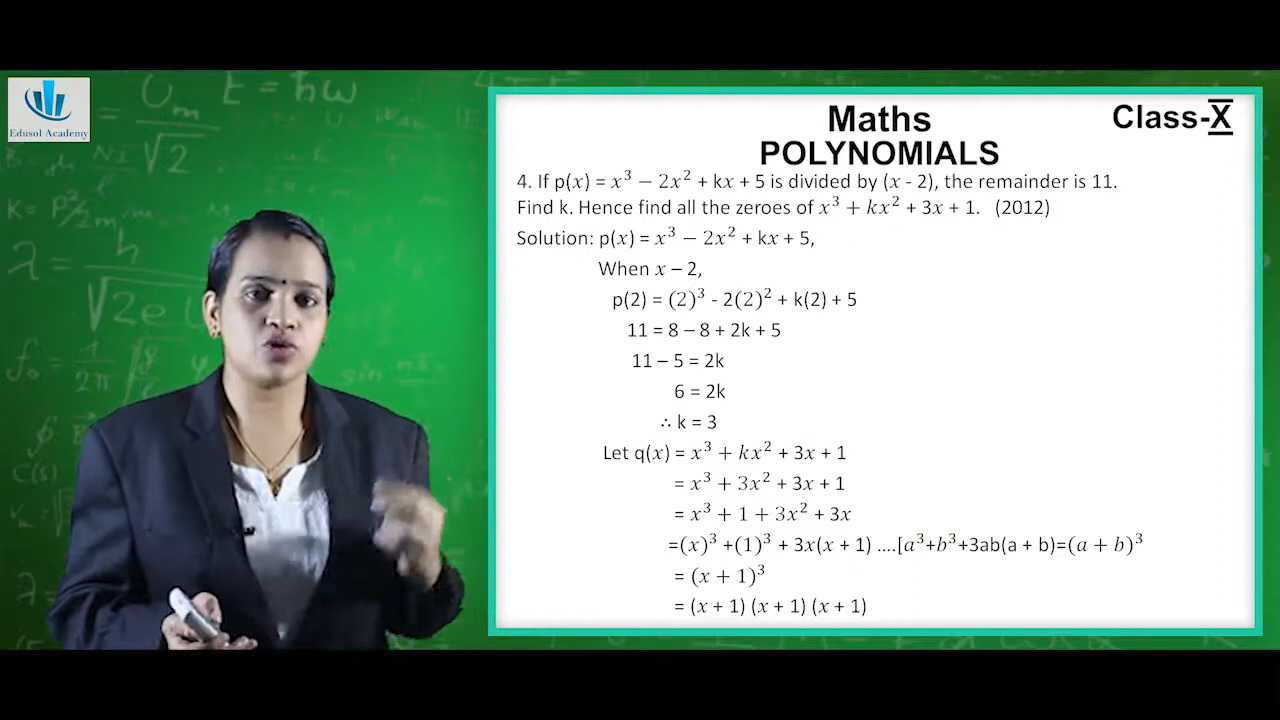 Edusol Academy
Maths
Class-X
POLYNOMIALS
4. If p(x) = x³ − 2x² + kx + 5 is divided by (x - 2), the remainder is 11.
Find k. Hence find all the zeroes of x³ + kx² + 3x + 1. (2012)
Solution: p(x) = x³ − 2x² + kx + 5,
When x − 2,
p(2) = (2)³ - 2(2)² + k(2) + 5
11 = 8 − 8 + 2k + 5
11 − 5 = 2k
6 = 2k
∴ k = 3
Let q(x) = x³ + kx² + 3x + 1
= x³ + 3x² + 3x + 1
= x³ + 1 + 3x² + 3x
=(x)³ +(1)³ + 3x(x + 1) ....[a³+b³+3ab(a + b)=(a + b)³
= (x + 1)³
= (x + 1) (x + 1) (x + 1)
E = ħω
√2
λ =
h